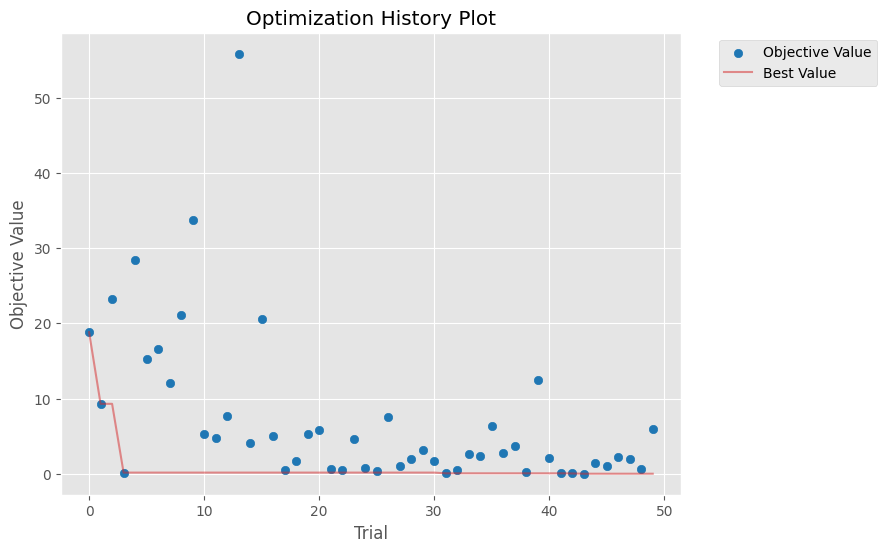 Optimization History Plot
Objective Value
Best Value
Objective Value
50
40
30
20
10
0
0 10 20 30 40 50
Trial